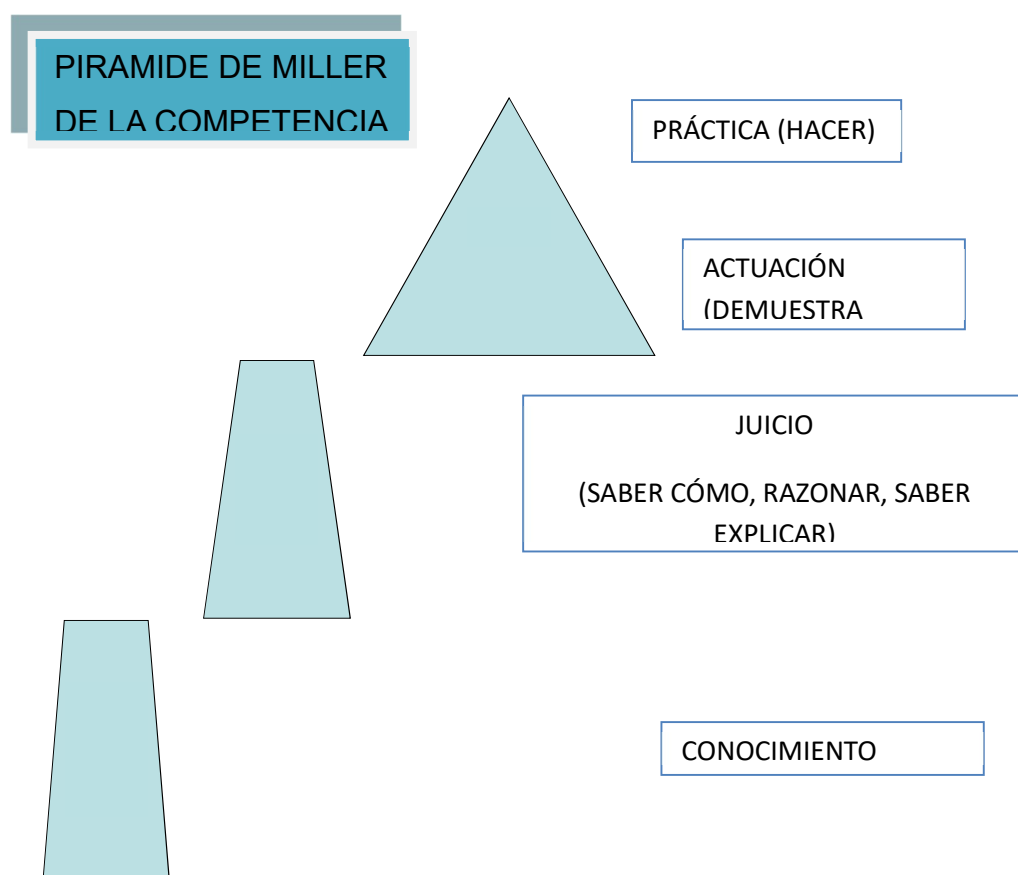 PIRAMIDE DE MILLER
DE LA COMPETENCIA
PRÁCTICA (HACER)
ACTUACIÓN
(DEMUESTRA
JUICIO
(SABER CÓMO, RAZONAR, SABER
EXPLICAR)
CONOCIMIENTO